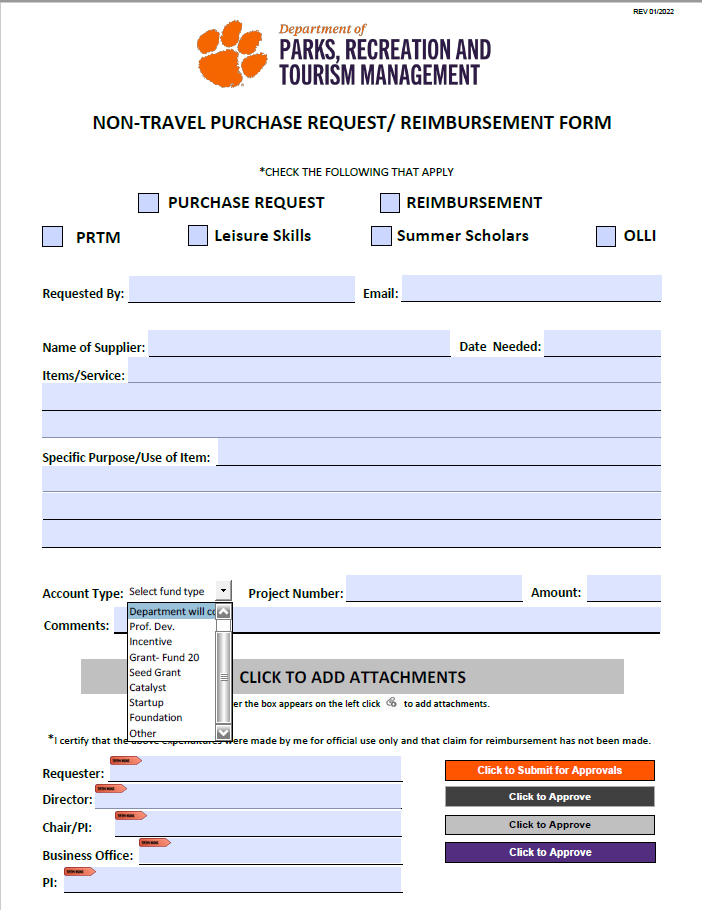 REV 01/2022
Department of
PARKS, RECREATION AND
TOURISM MANAGEMENT
NON-TRAVEL PURCHASE REQUEST/ REIMBURSEMENT FORM
*CHECK THE FOLLOWING THAT APPLY
PURCHASE REQUEST REIMBURSEMENT
PRTM Leisure Skills Summer Scholars OLLI
Requested By: Email:
Name of Supplier: Date Needed:
Items/Service:
Specific Purpose/Use of Item:
Account Type: Select fund type Project Number: Amount:
Department will co
Comments:
Prof. Dev.
Incentive
Grant- Fund 20
Seed Grant
Catalyst
Startup
Foundation
Other
CLICK TO ADD ATTACHMENTS
er the box appears on the left click to add attachments.
*I certify that the above expenditures were made by me for official use only and that claim for reimbursement has not been made.
Requester: Click to Submit for Approvals
Director: Click to Approve
Chair/PI: Click to Approve
Business Office: Click to Approve
PI: